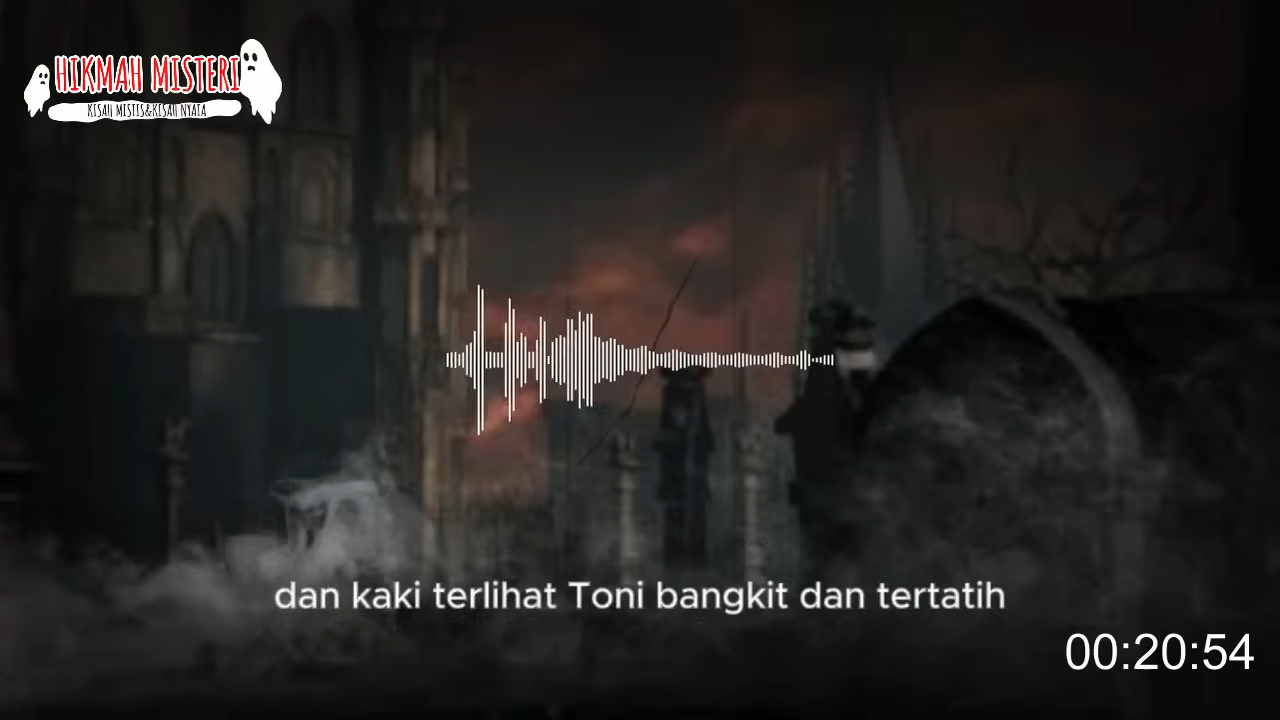 HIKMAH MISTERI
KISAH MISTIS&KISAH NYATA
dan kaki terlihat Toni bangkit dan tertatih
00:20:54